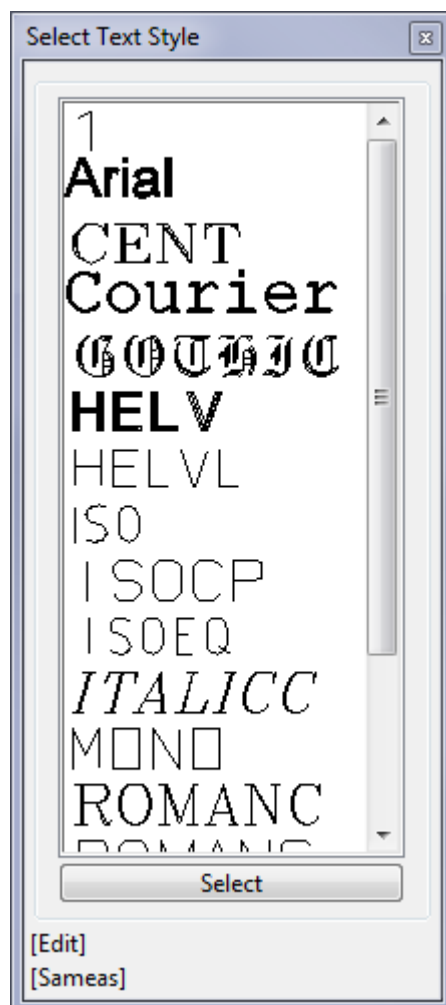 Select Text Style
1
Arial
CENT
Courier
GOTHIC
HELV
HELVL
ISO
ISOCP
ISOEQ
ITALICC
MONO
ROMANC
Select
[Edit]
[Sameas]